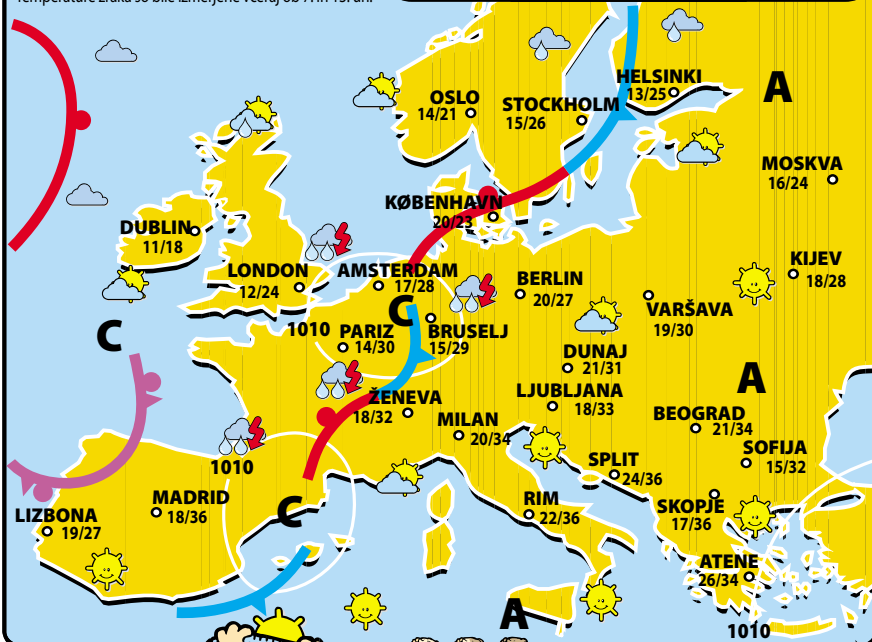 Temperature zraka so bile izmerjene včeraj ob 7h in 15. uri.
HELSINKI
13/25
A
OSLO
14/21
STOCKHOLM
15/26
MOSKVA
16/24
KØBENHAVN
20/23
DUBLIN
11/18
KIJEV
18/28
LONDON
12/24
AMSTERDAM
17/28
BERLIN
20/27
C
C
VARŠAVA
19/30
1010
PARIZ
14/30
BRUSELJ
15/29
DUNAJ
21/31
A
ŽENEVA
18/32
LJUBLJANA
18/33
BEOGRAD
21/34
MILAN
20/34
SOFIJA
15/32
1010
SPLIT
24/36
MADRID
18/36
C
RIM
22/36
SKOPJE
17/36
LIZBONA
19/27
ATENE
26/34
A
1010